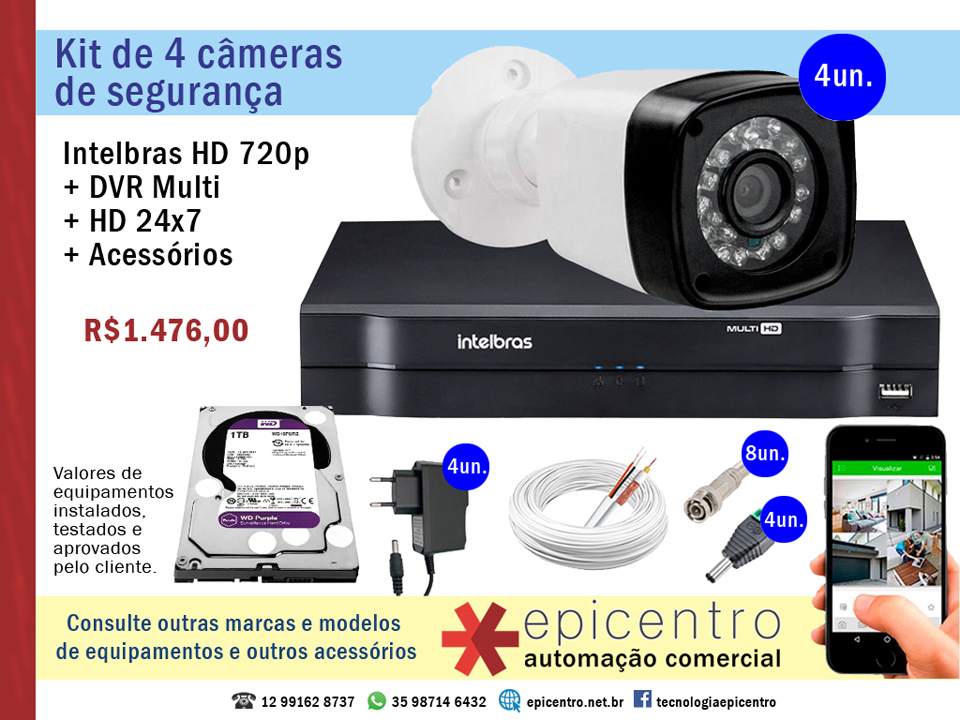 Kit de 4 câmeras
de segurança
4un.
Intelbras HD 720p
+ DVR Multi
+ HD 24x7
+ Acessórios
R$1.476,00
intelbras
MULTI HD
WD
1TB
WD Purple
Valores de
equipamentos
instalados,
testados e
aprovados
pelo cliente.
4un.
8un.
4un.
Visualizar
Consulte outras marcas e modelos
de equipamentos e outros acessórios
epicentro
automação comercial
12 99162 8737 35 98714 6432 epicentro.net.br tecnologiaepicentro